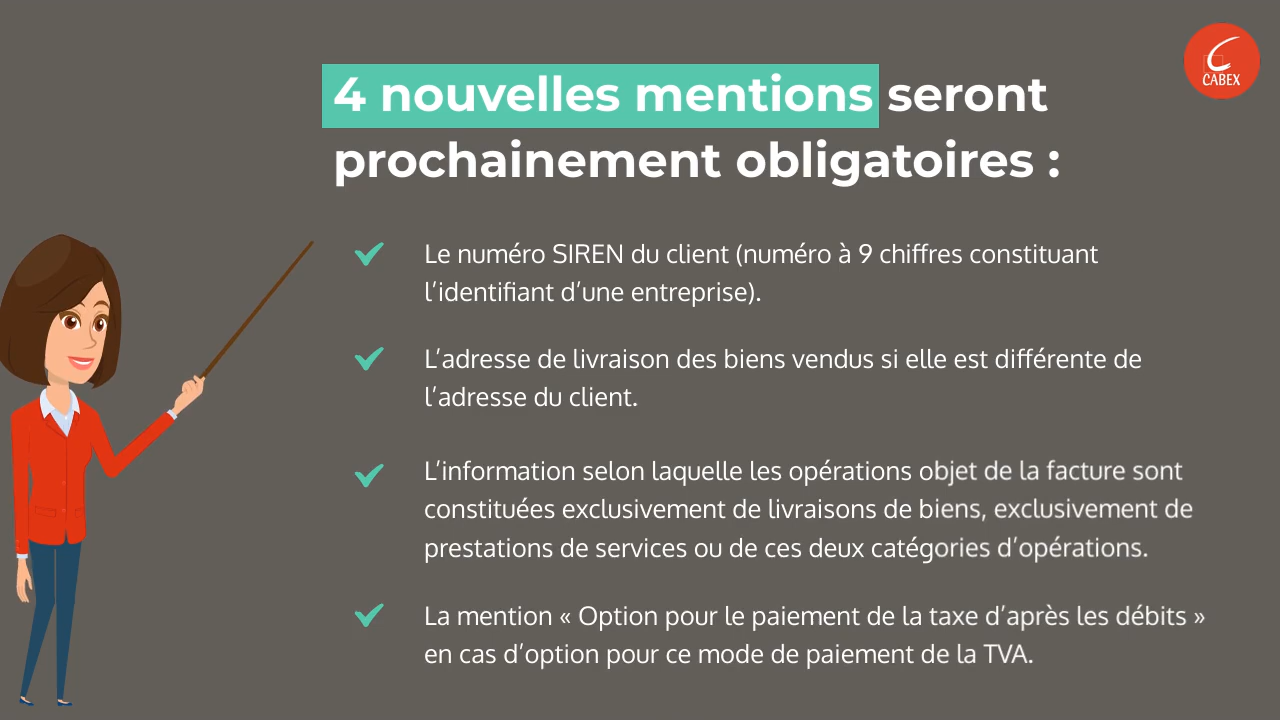 CABEX
4 nouvelles mentions seront
prochainement obligatoires :
Le numéro SIREN du client (numéro à 9 chiffres constituant
l'identifiant d'une entreprise).
L'adresse de livraison des biens vendus si elle est différente de
l'adresse du client.
L'information selon laquelle les opérations objet de la facture sont
constituées exclusivement de livraisons de biens, exclusivement de
prestations de services ou de ces deux catégories d'opérations.
La mention « Option pour le paiement de la taxe d'après les débits »
en cas d'option pour ce mode de paiement de la TVA.